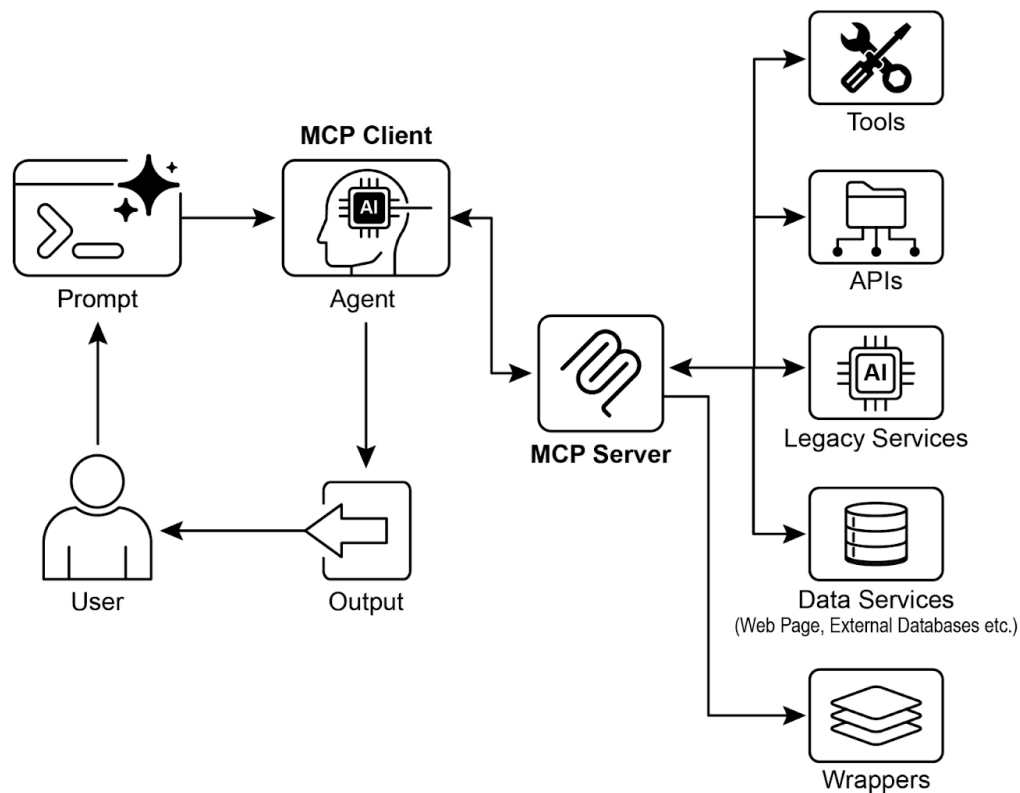 Tools
MCP Client
AI
Prompt
Agent
APIs
AI
Legacy Services
MCP Server
User
Output
Data Services
(Web Page, External Databases etc.)
Wrappers